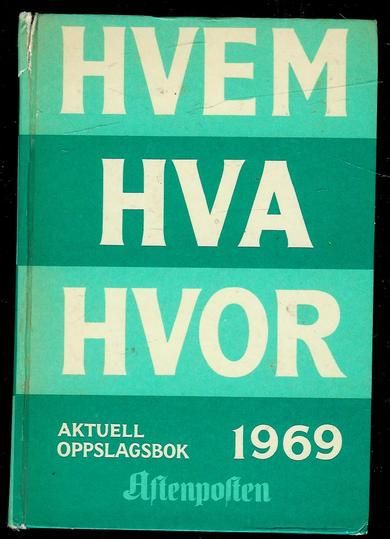 HVEM
HVA
HVOR
AKTUELL
OPPSLAGSBOK
1969
Aftenposten